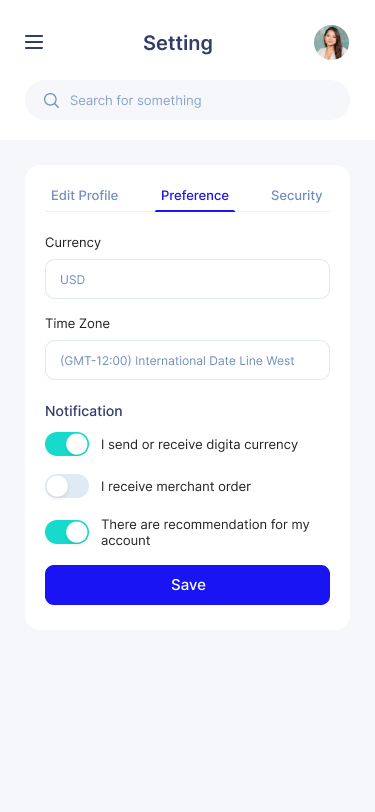 Setting
Search for something
Edit Profile
Preference
Security
Currency
USD
Time Zone
(GMT-12:00) International Date Line West
Notification
I send or receive digita currency
I receive merchant order
There are recommendation for my
account
Save